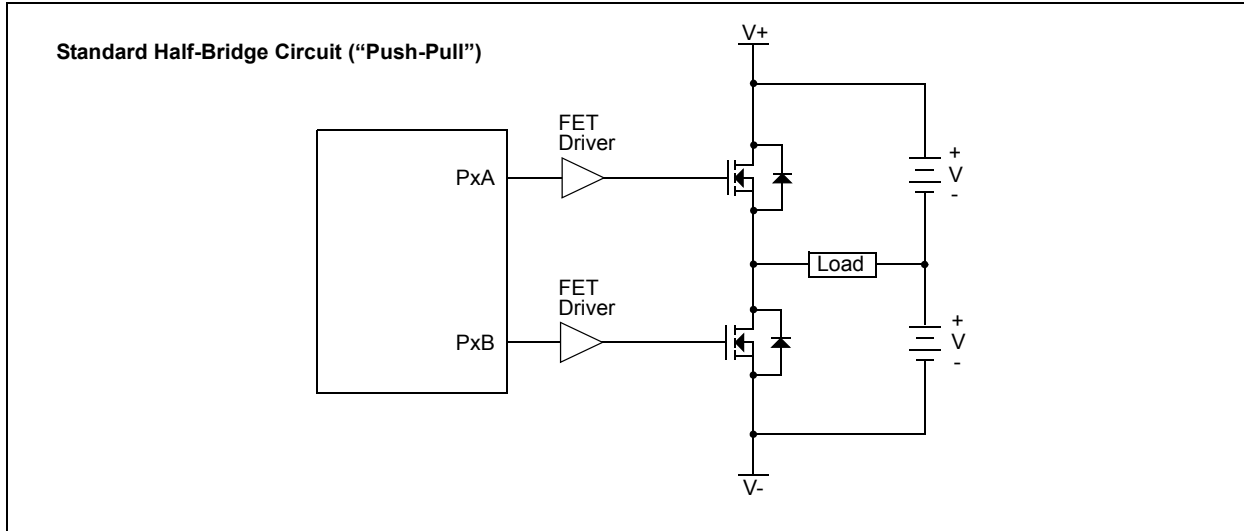 Standard Half-Bridge Circuit (“Push-Pull”)
V+
FET
Driver
PxA
+
V
-
Load
FET
Driver
PxB
+
V
-
V-